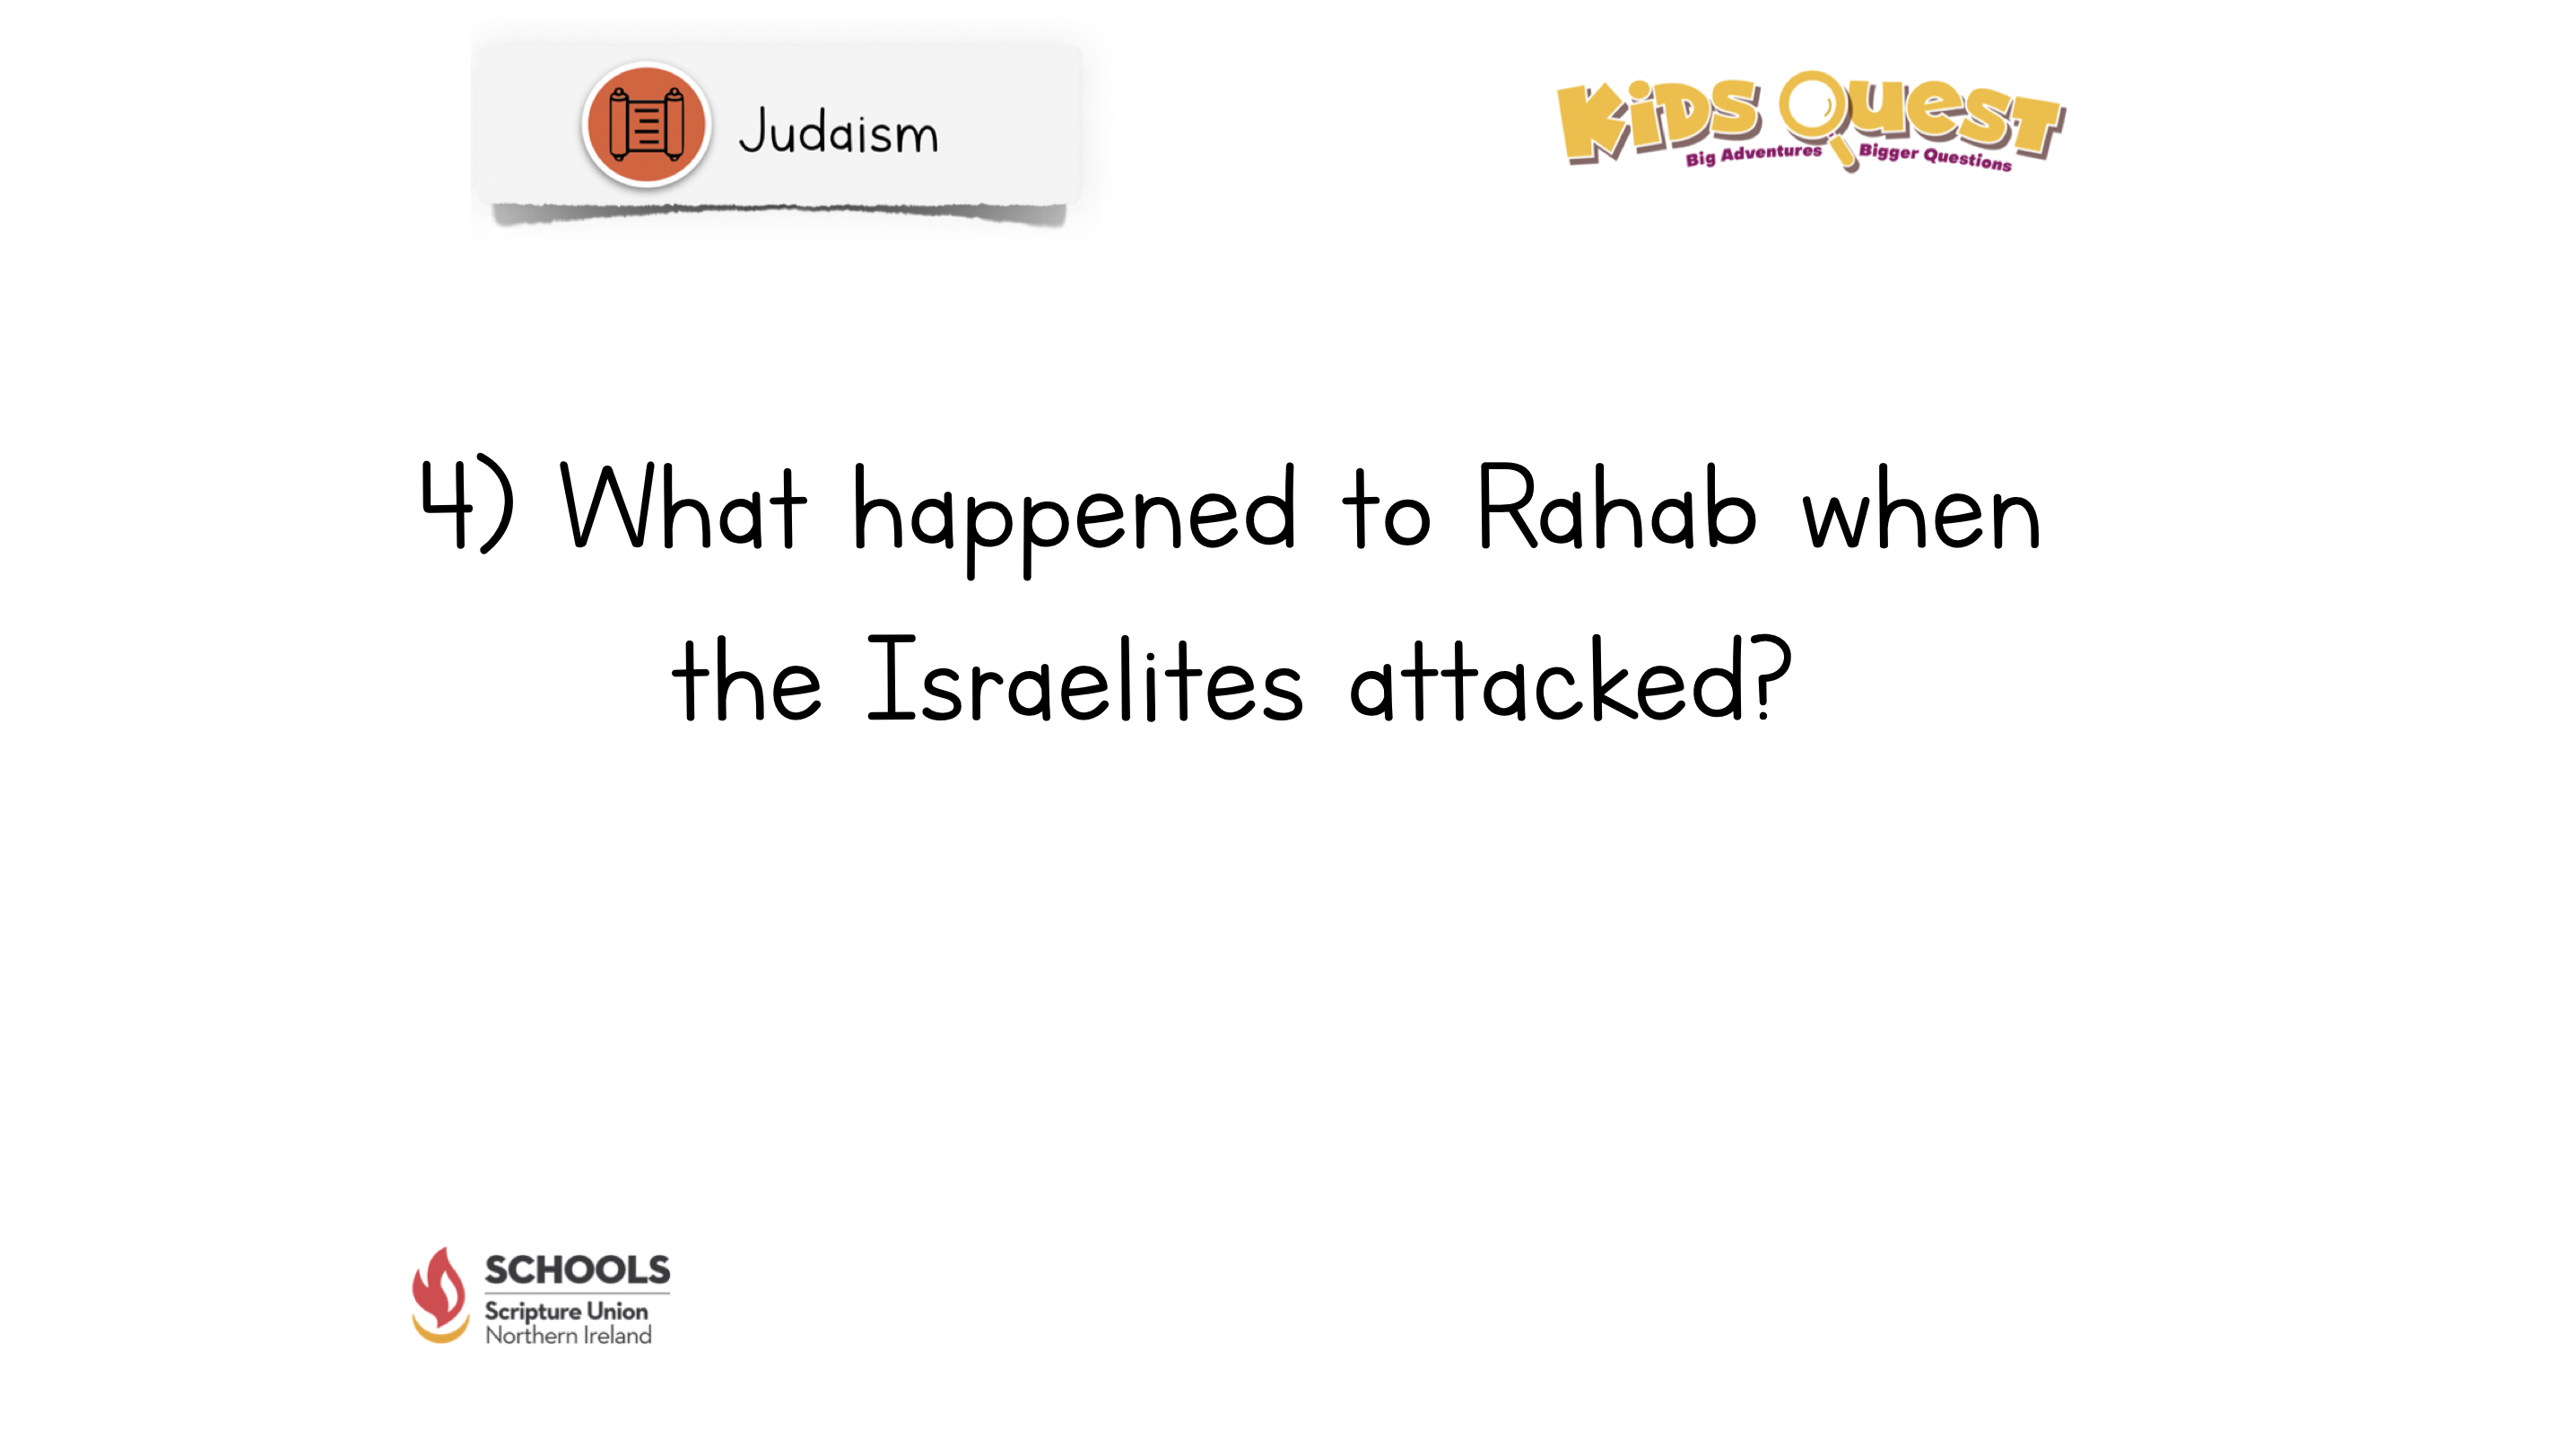 Judaism
KiDS QUEST
Big Adventures Bigger Questions
4) What happened to Rahab when
the Israelites attacked?
SCHOOLS
Scripture Union
Northern Ireland